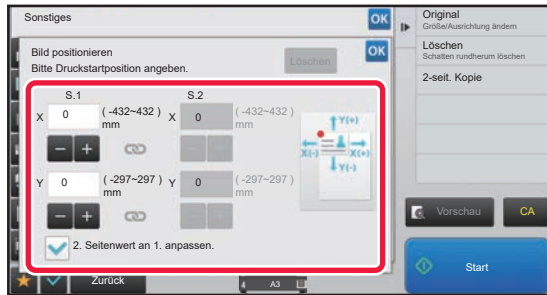 Sonstiges
OK
Bild positionieren
Bitte Druckstartposition angeben.
Löschen
OK
S.1
S.2
X 0 (-432~432) mm
X 0 (-432~432) mm
Y(+)
X(-) X(+)
Y(-)
Y 0 (-297~297) mm
Y 0 (-297~297) mm
2. Seitenwert an 1. anpassen.
Zurück
4 A3
Original
Größe/Ausrichtung ändern
Löschen
Schatten rundherum löschen
2-seit. Kopie
Vorschau
CA
Start